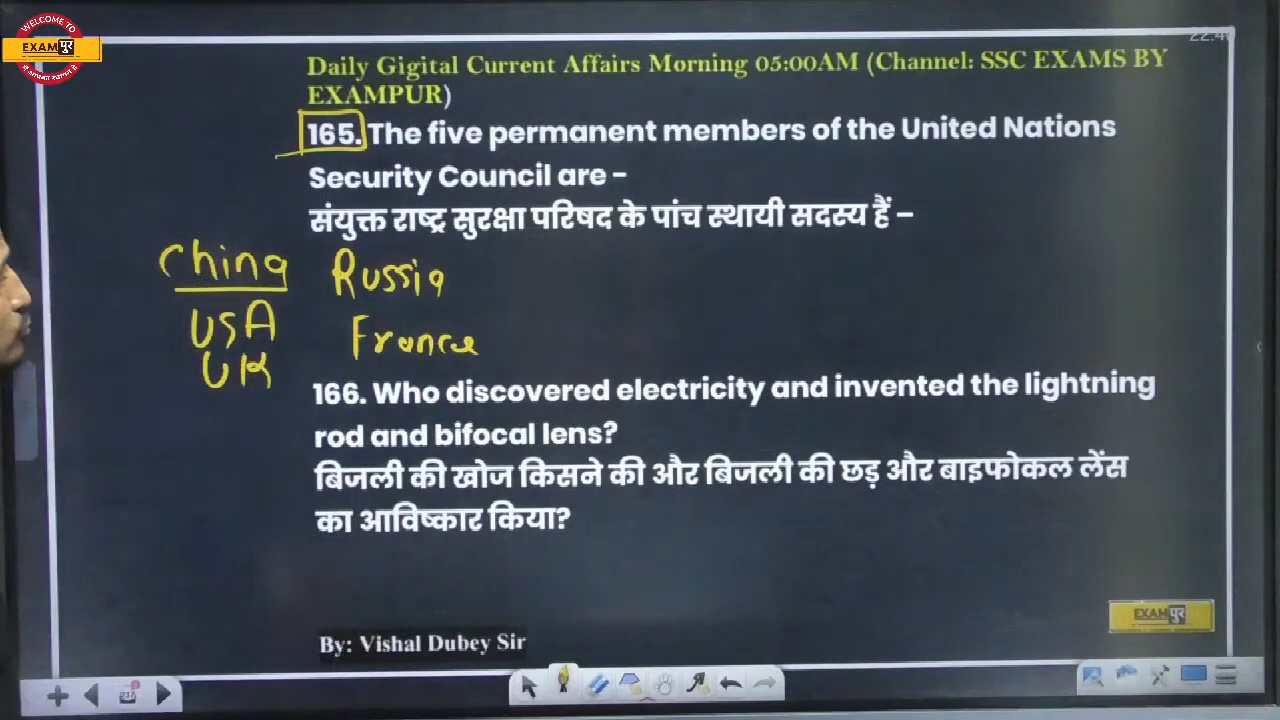 WELCOME TO
EXAMपुर
22:4
Daily Gigital Current Affairs Morning 05:00AM (Channel: SSC EXAMS BY
EXAMPUR)
165. The five permanent members of the United Nations
Security Council are -
संयुक्त राष्ट्र सुरक्षा परिषद के पांच स्थायी सदस्य हैं –
China Russia
USA France
UK
166. Who discovered electricity and invented the lightning
rod and bifocal lens?
बिजली की खोज किसने की और बिजली की छड़ और बाइफोकल लेंस
का आविष्कार किया?
EXAMपुर
By: Vishal Dubey Sir
237